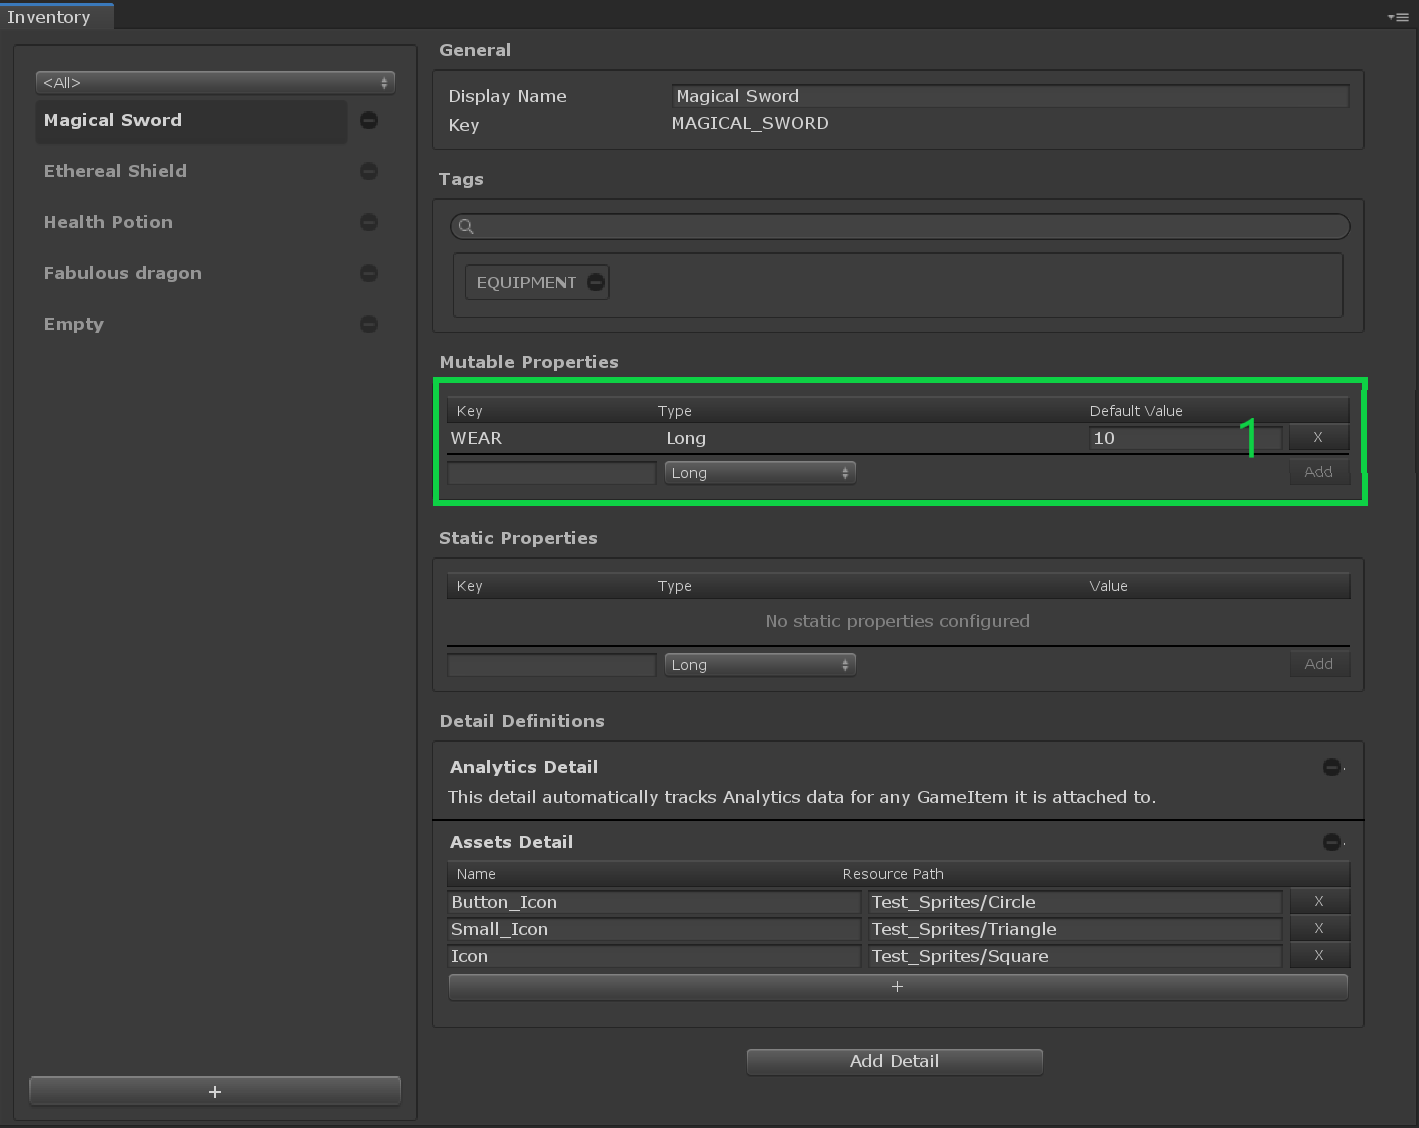 Inventory
<All>
Magical Sword
Ethereal Shield
Health Potion
Fabulous dragon
Empty
+
General
Display Name Magical Sword
Key MAGICAL_SWORD
Tags
EQUIPMENT
Mutable Properties
Key Type Default Value
WEAR Long 10 1 X
Long Add
Static Properties
Key Type Value
No static properties configured
Long Add
Detail Definitions
Analytics Detail
This detail automatically tracks Analytics data for any GameItem it is attached to.
Assets Detail
Name Resource Path
Button_Icon Test_Sprites/Circle X
Small_Icon Test_Sprites/Triangle X
Icon Test_Sprites/Square X
+
Add Detail